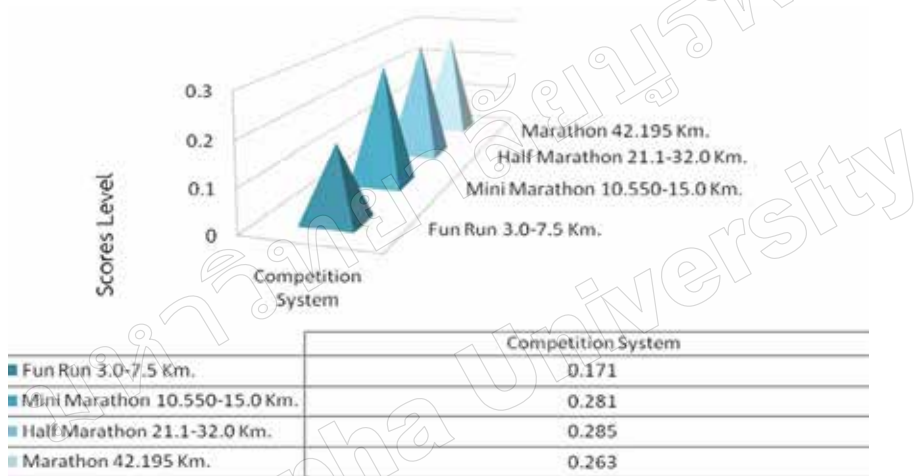 0.3
0.2
0.1
0
Scores Level
Competition
System
Marathon 42.195 Km.
Half Marathon 21.1-32.0 Km.
Mini Marathon 10.550-15.0 Km.
Fun Run 3.0-7.5 Km.
Competition System
Fun Run 3.0-7.5 Km. 0.171
Mini Marathon 10.550-15.0 Km. 0.281
Half Marathon 21.1-32.0 Km. 0.285
Marathon 42.195 Km. 0.263
University